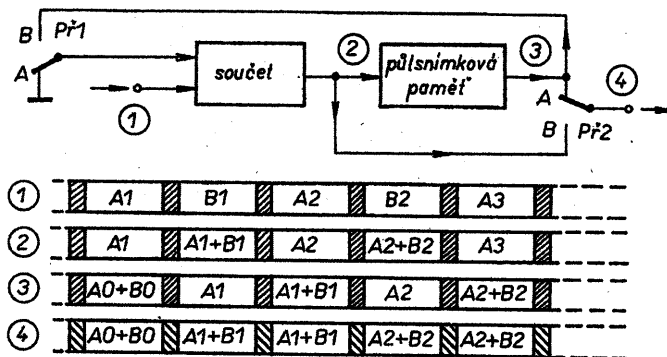 B Př1
A
součet
1
2
půlsnímková
paměť
3
A
B Př2
4
1 A1 B1 A2 B2 A3
2 A1 A1+B1 A2 A2+B2 A3
3 A0+B0 A1 A1+B1 A2 A2+B2
4 A0+B0 A1+B1 A1+B1 A2+B2 A2+B2